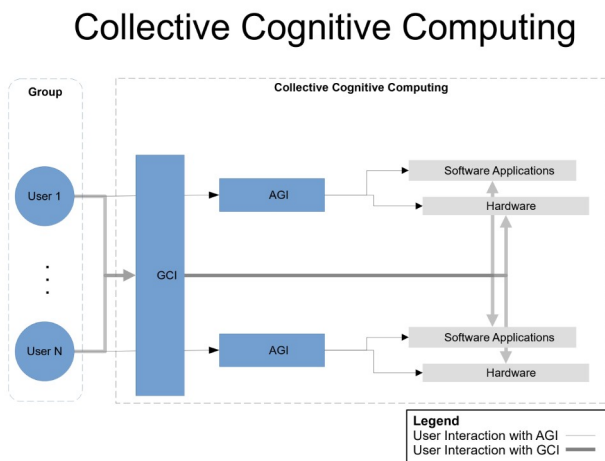 Collective Cognitive Computing
Group
Collective Cognitive Computing
User 1
AGI
Software Applications
Hardware
GCI
User N
AGI
Software Applications
Hardware
Legend
User Interaction with AGI
User Interaction with GCI